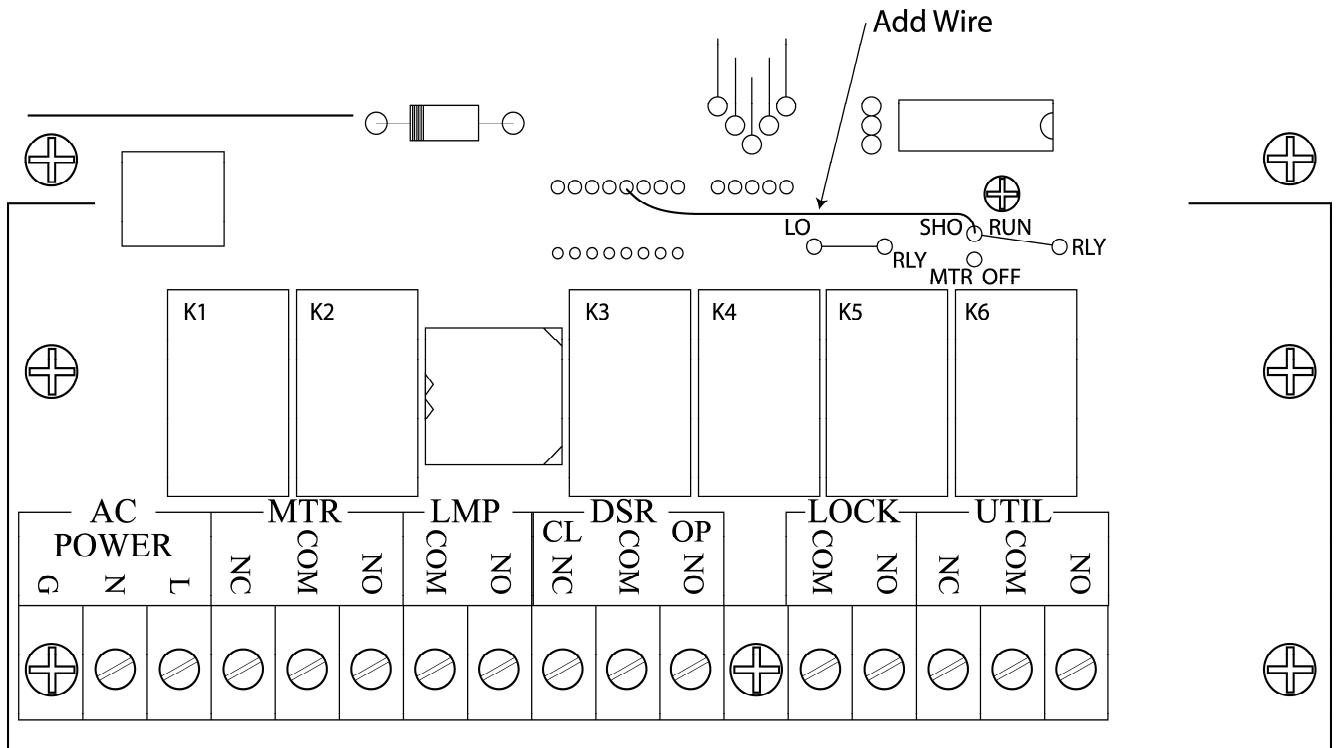 Add Wire
LO SHO RUN
RLY RLY
MTR OFF
K1 K2 K3 K4 K5 K6
AC MTR LMP DSR LOCK UTIL
POWER CL OP
G N L NC COM NO COM NO NC COM NO COM NO NC COM NO